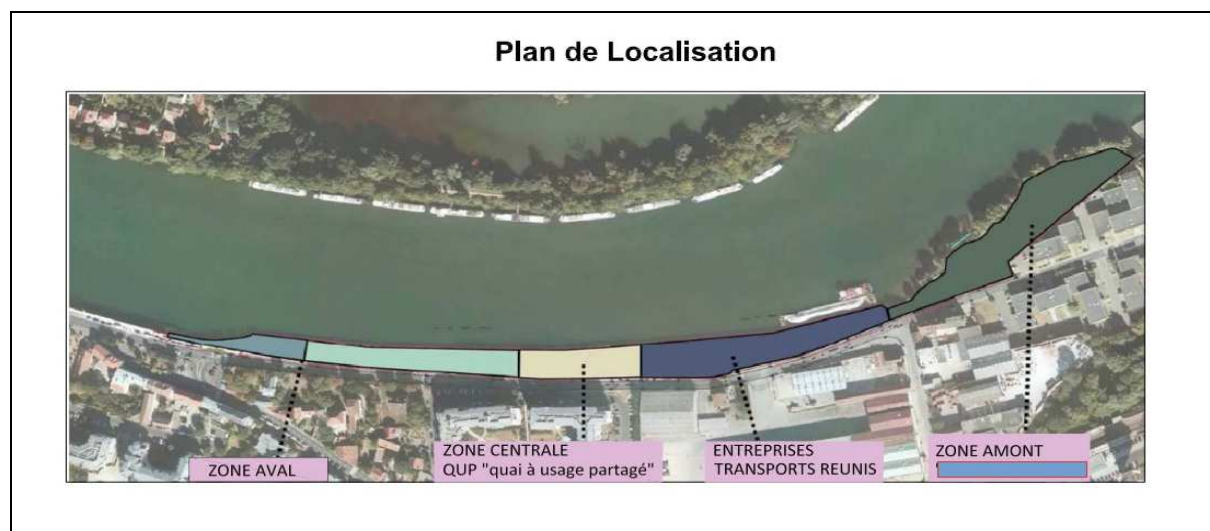 Plan de Localisation
ZONE AVAL
ZONE CENTRALE
QUP "quai à usage partagé"
ENTREPRISES
TRANSPORTS REUNIS
ZONE AMONT